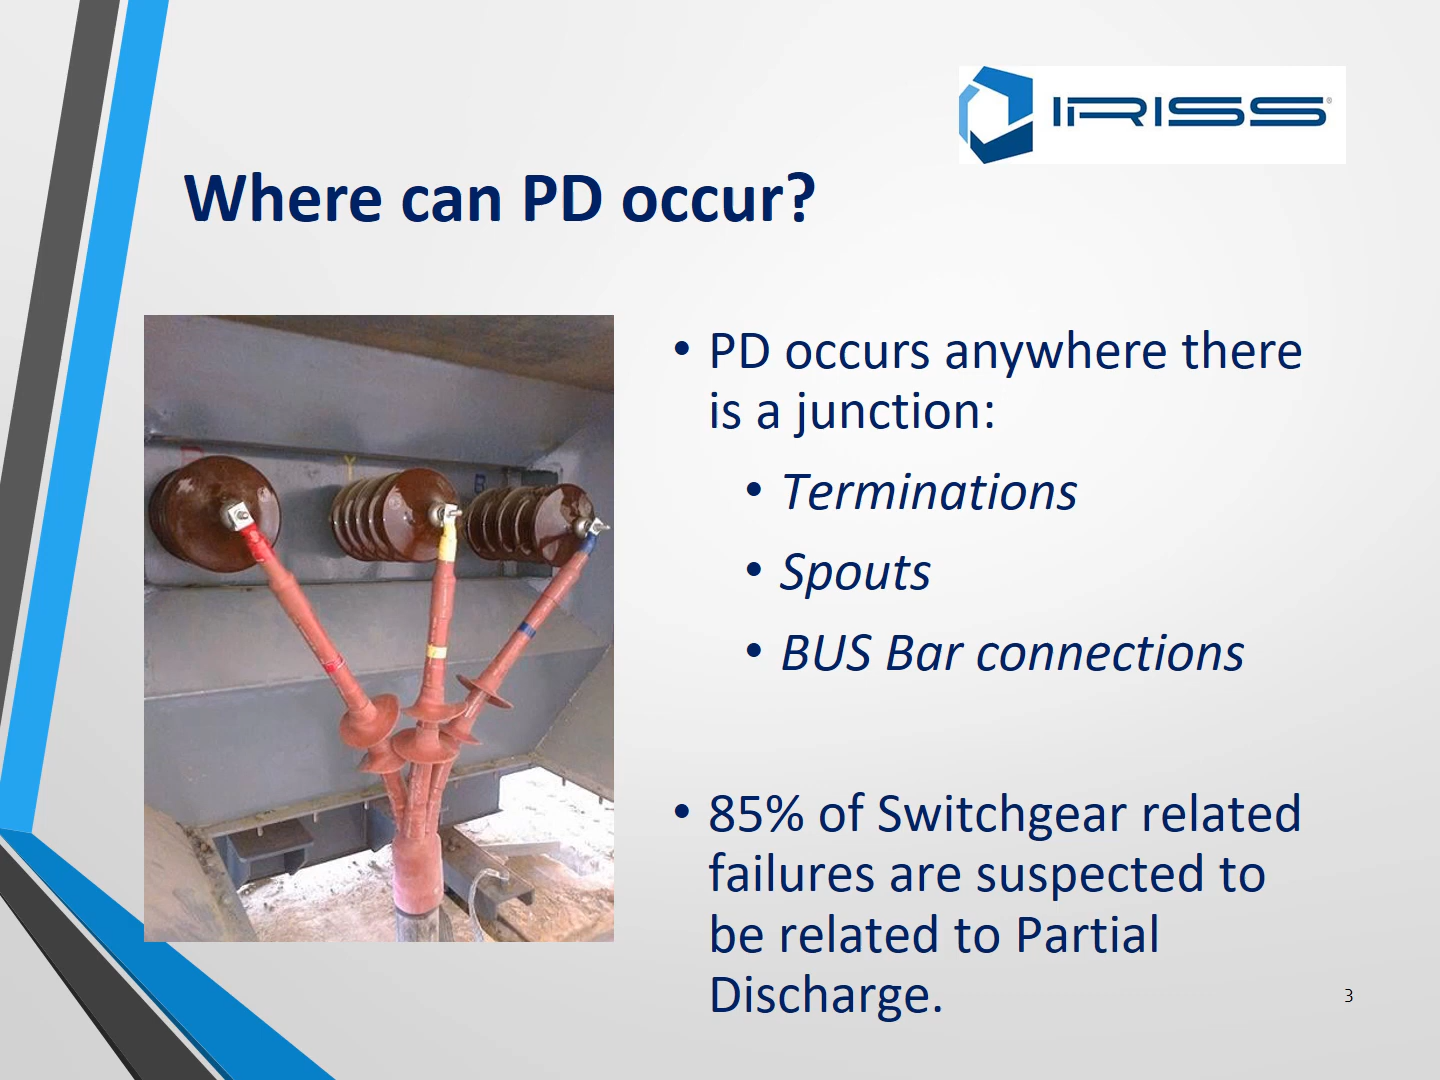 IRISS®
Where can PD occur?
• PD occurs anywhere there
is a junction:
• Terminations
• Spouts
• BUS Bar connections
• 85% of Switchgear related
failures are suspected to
be related to Partial
Discharge.
3